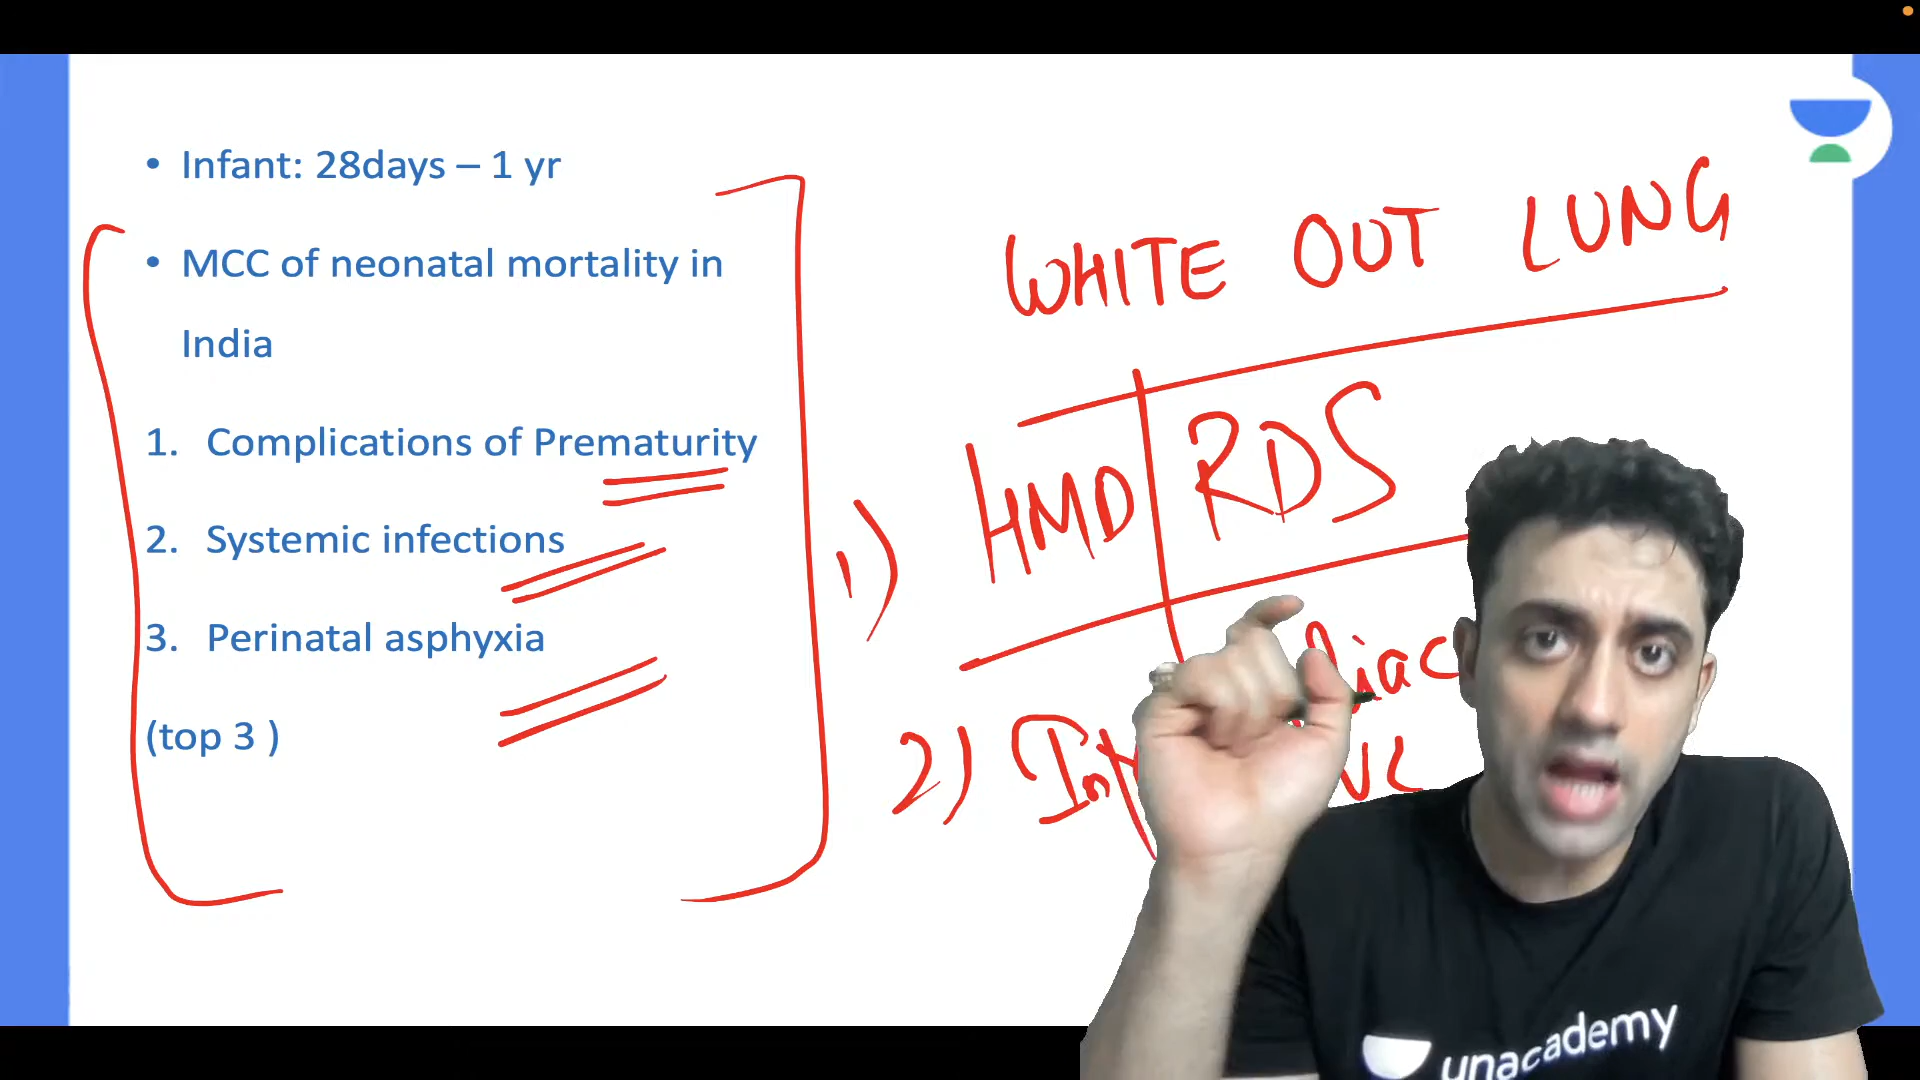 • Infant: 28days – 1 yr
• MCC of neonatal mortality in
India
1. Complications of Prematurity
2. Systemic infections
3. Perinatal asphyxia
(top 3 )
WHITE OUT LUNG
1) HMD RDS
2)
unacademy